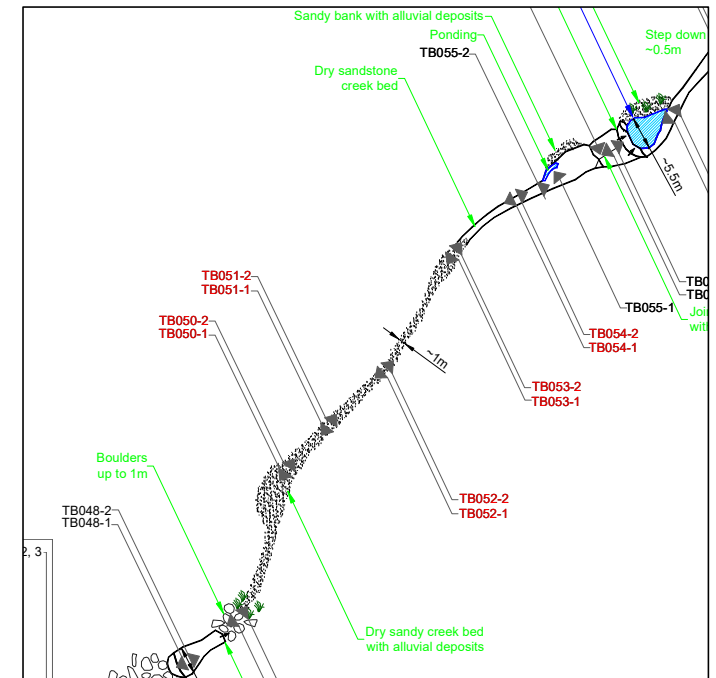 Sandy bank with alluvial deposits
Ponding
TB055-2
Step down
~0.5m
Dry sandstone
creek bed
~5.5m
TB051-2
TB051-1
TB050-2
TB050-1
TB055-1
TB054-2
TB054-1
~1m
TB053-2
TB053-1
Boulders
up to 1m
TB052-2
TB052-1
TB048-2
TB048-1
2, 3
Dry sandy creek bed
with alluvial deposits